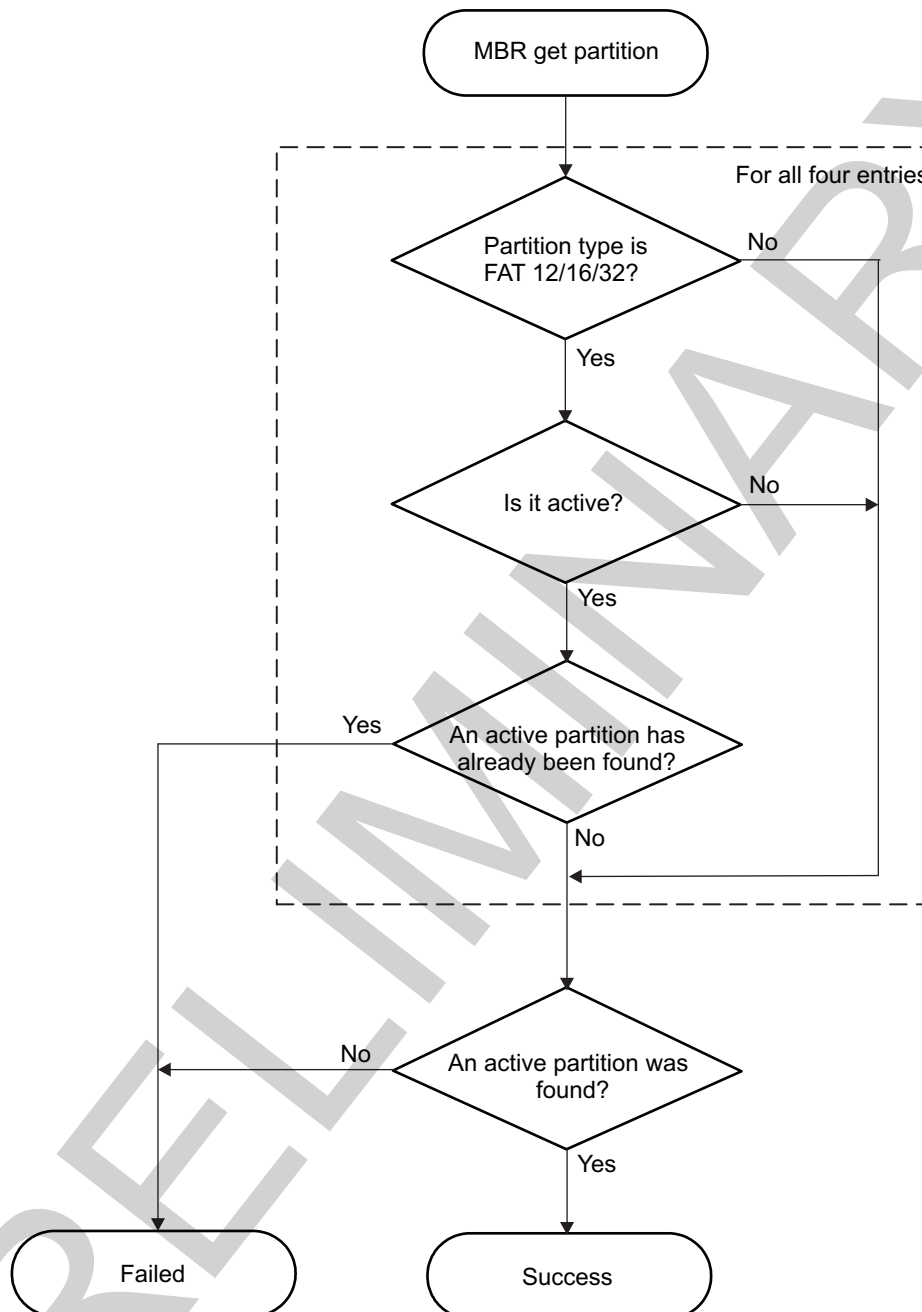 MBR get partition
For all four entries
Partition type is
FAT 12/16/32?
No
Yes
Is it active?
No
Yes
An active partition has
already been found?
Yes
No
An active partition was
found?
No
Yes
Failed
Success
RELIMINARY